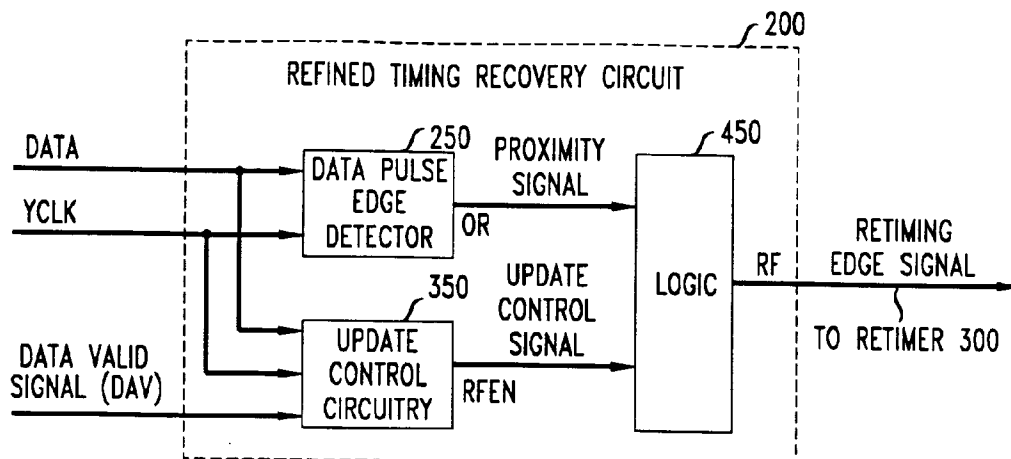 200
REFINED TIMING RECOVERY CIRCUIT
DATA
YCLK
DATA VALID
SIGNAL (DAV)
250
DATA PULSE
EDGE
DETECTOR
OR
PROXIMITY
SIGNAL
350
UPDATE
CONTROL
CIRCUITRY
RFEN
UPDATE
CONTROL
SIGNAL
450
LOGIC
RF
RETIMING
EDGE SIGNAL
TO RETIMER 300